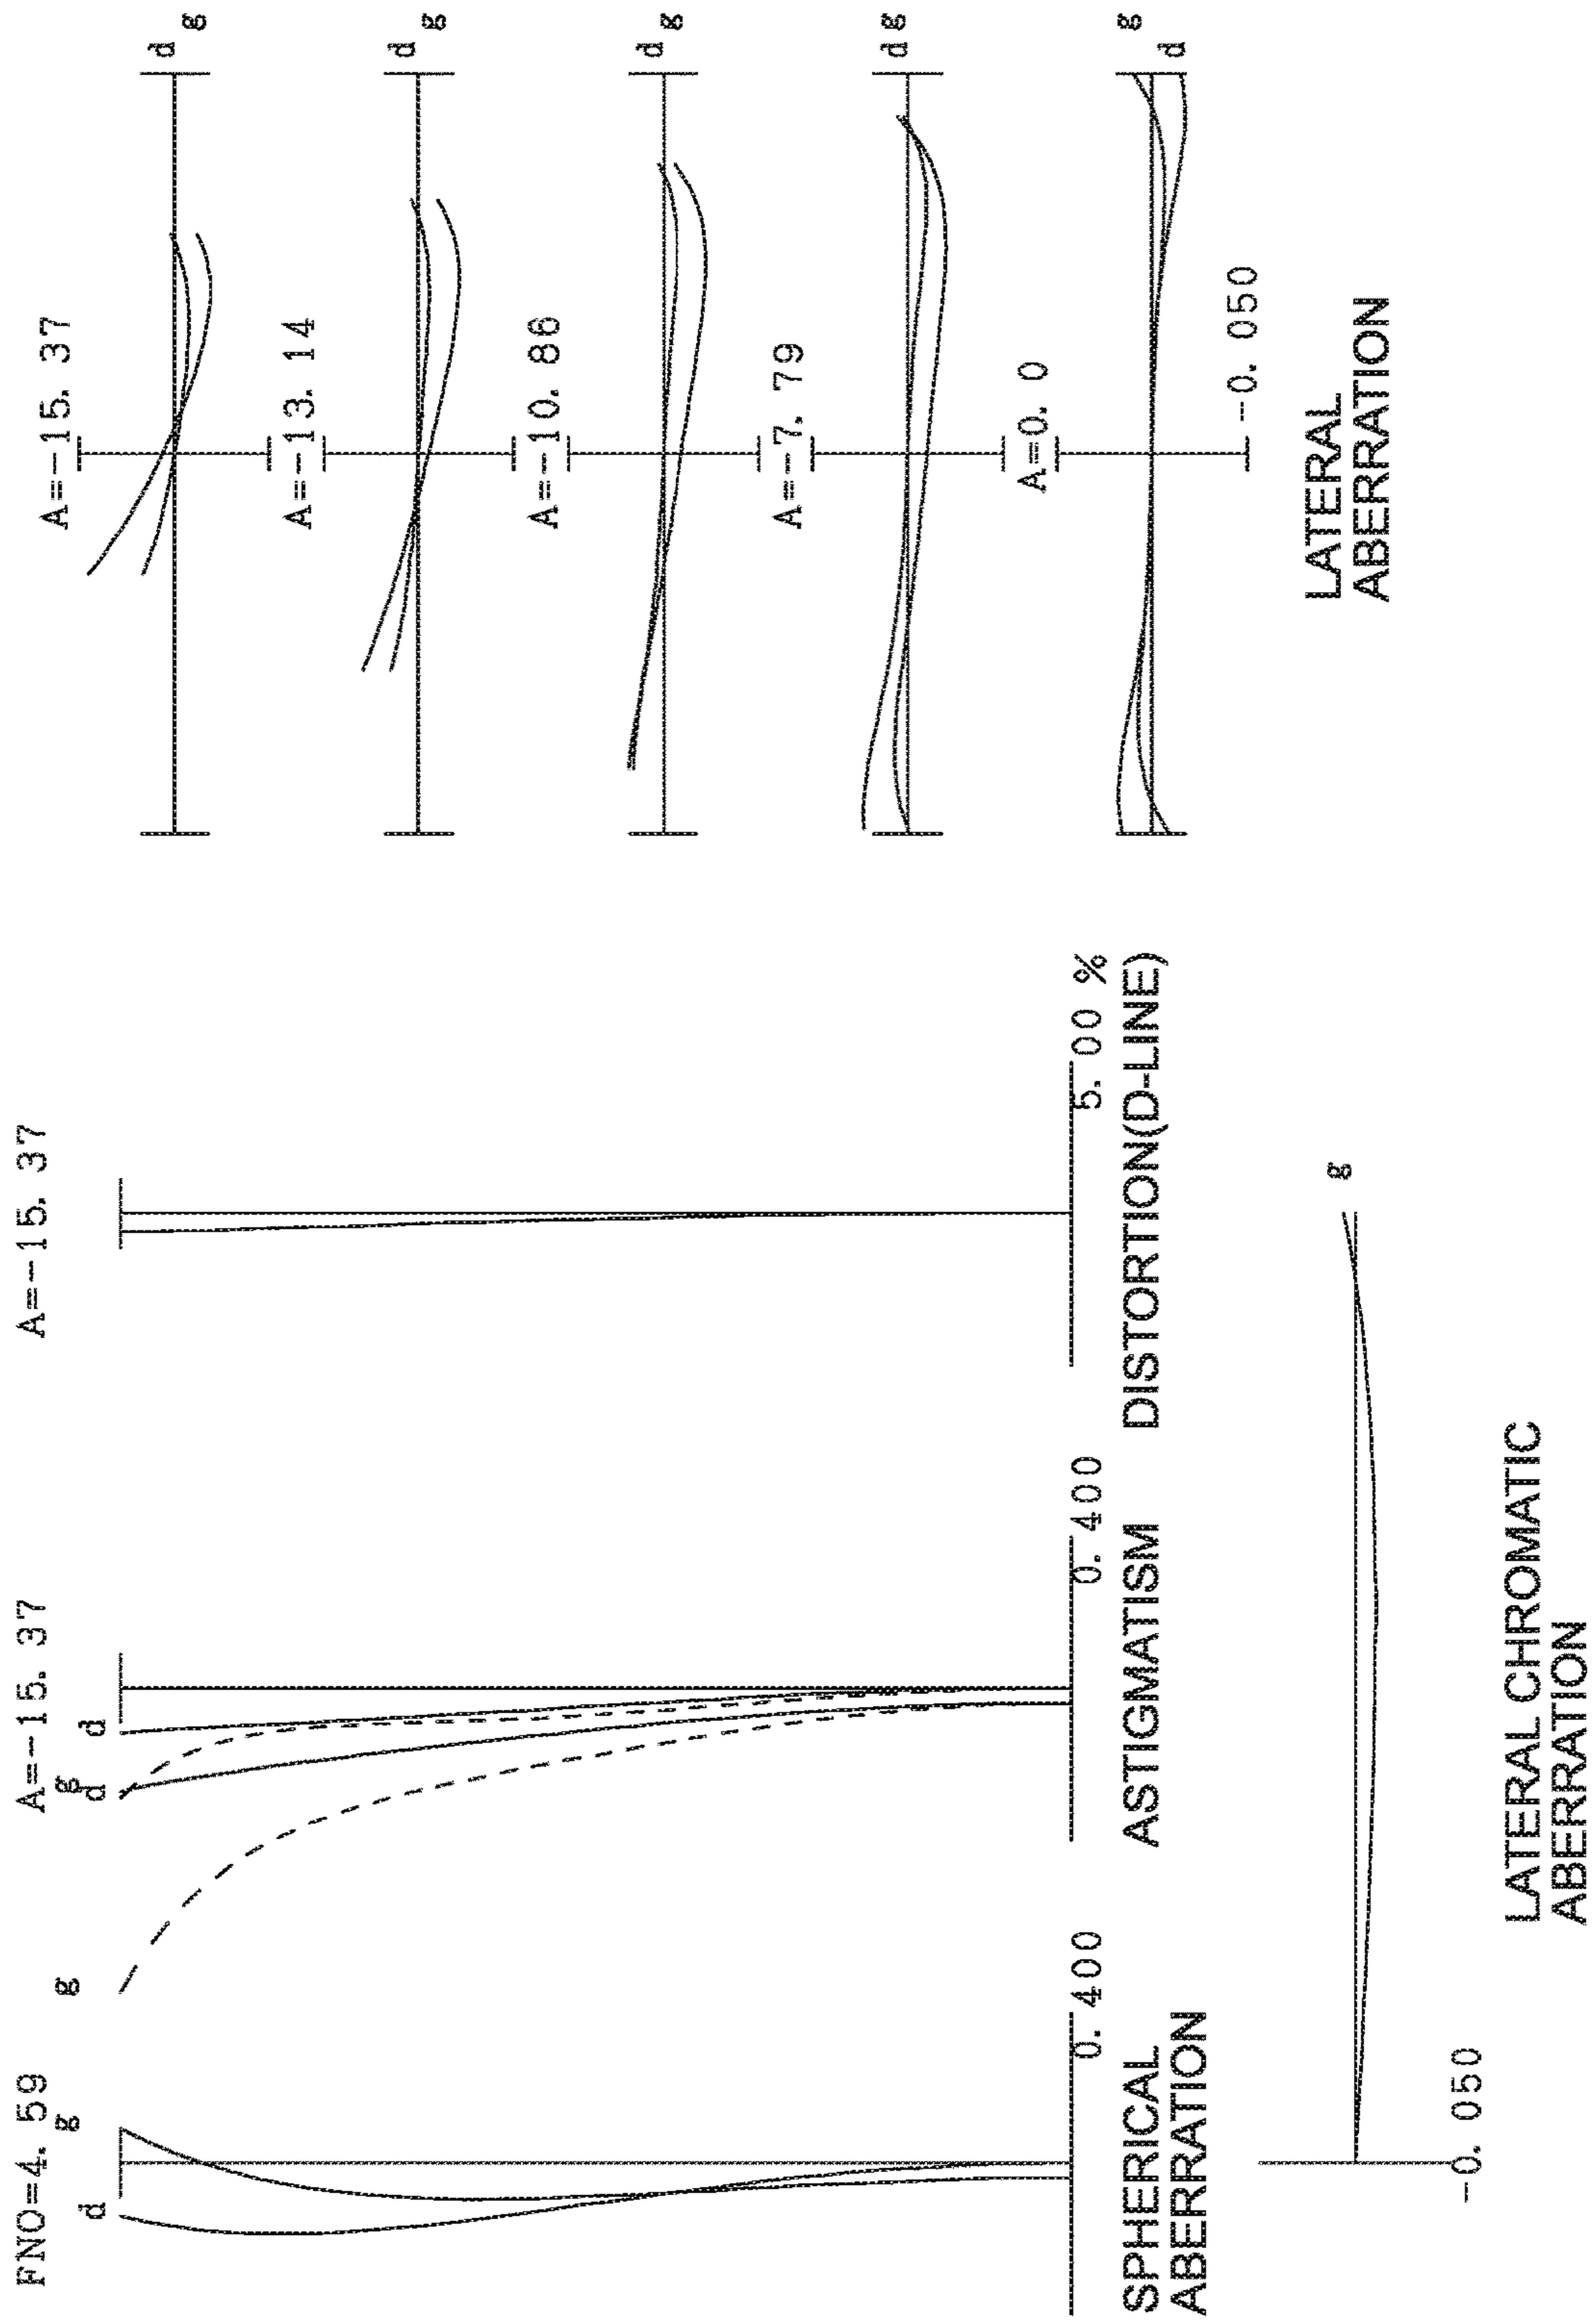 FNO=4. 59
d
g
0. 400
SPHERICAL
ABERRATION
A=-15. 37
g
g
d
d
0. 400
ASTIGMATISM
A=-15. 37
5. 00 %
DISTORTION(D-LINE)
g
-0. 050
LATERAL CHROMATIC
ABERRATION
A=-15. 37
d
g
A=-13. 14
d
g
A=-10. 86
d
g
A=-7. 79
d
g
A=0. 0
g
d
-0. 050
LATERAL
ABERRATION